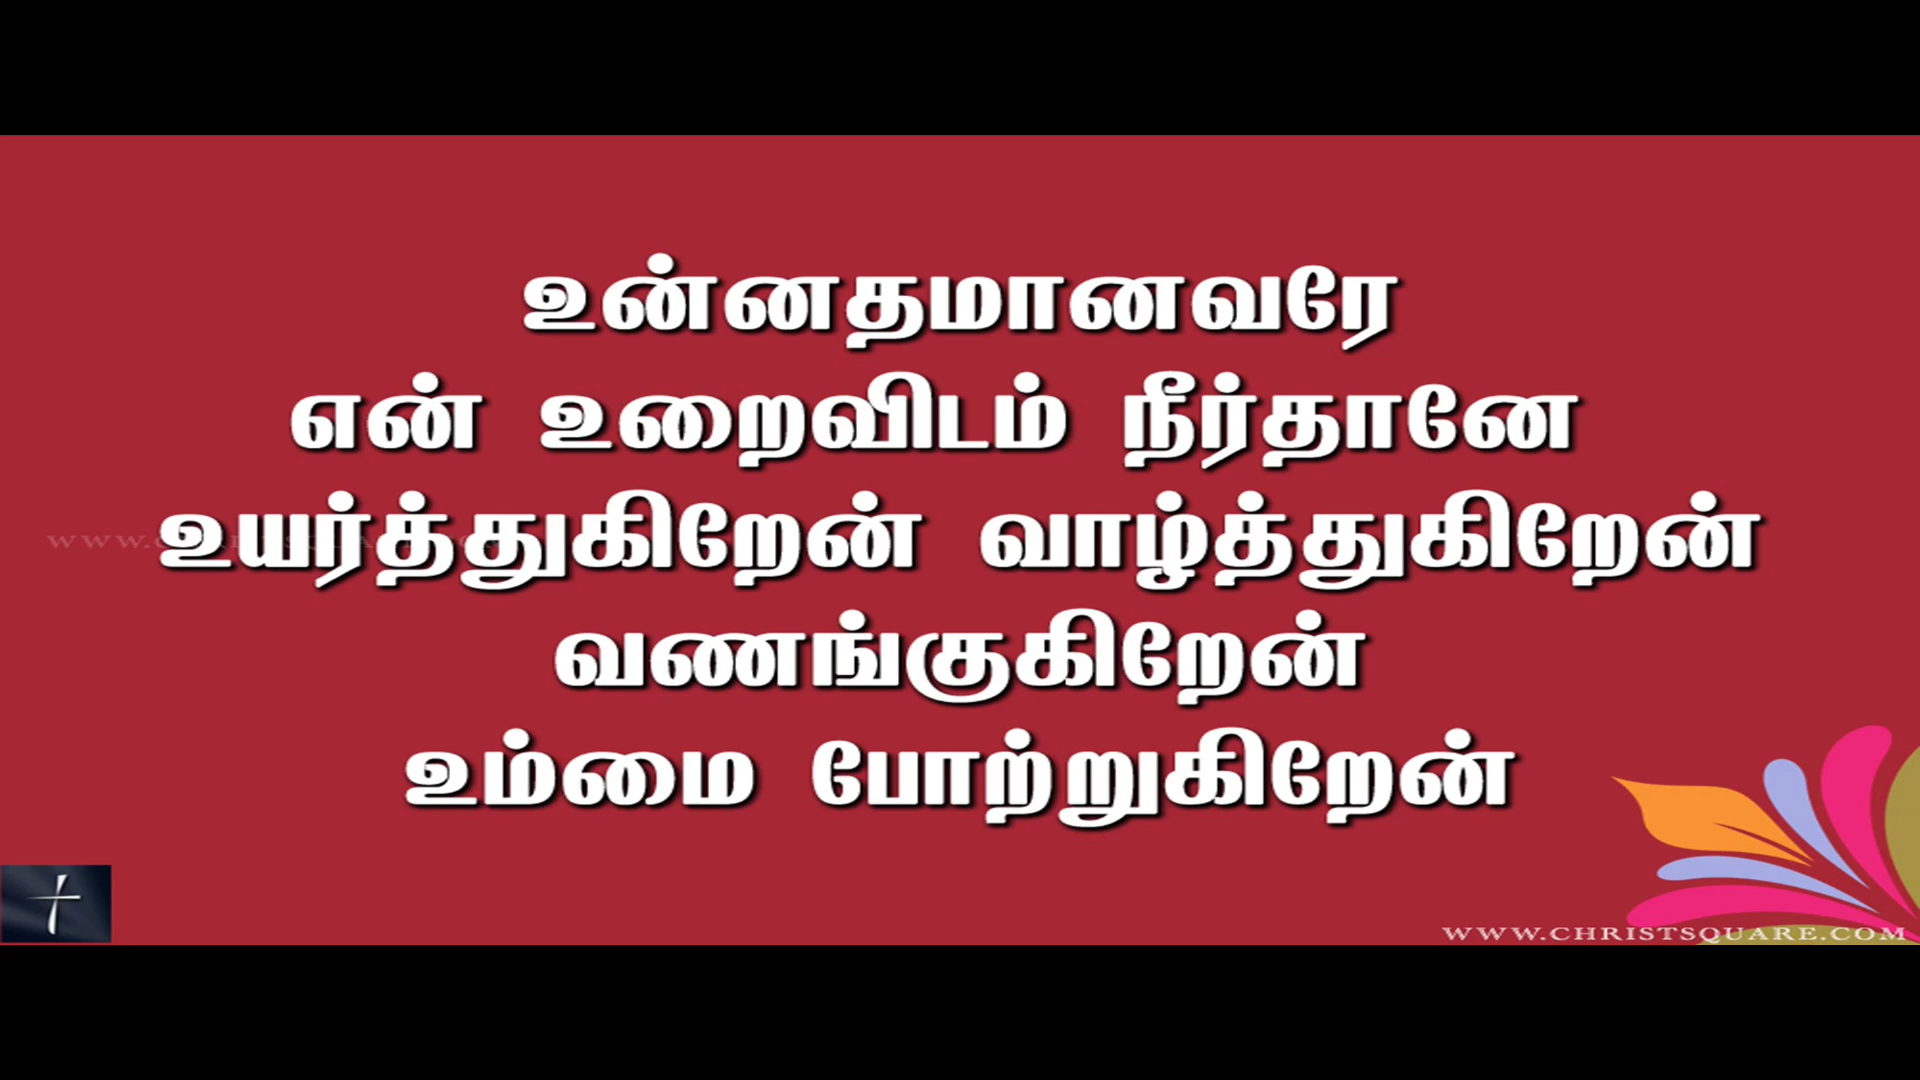 உன்னதமானவரே
என் உறைவிடம் நீர்தானே
உயர்த்துகிறேன் வாழ்த்துகிறேன்
வணங்குகிறேன்
உம்மை போற்றுகிறேன்
WWW.CHRISTSQUARE.COM